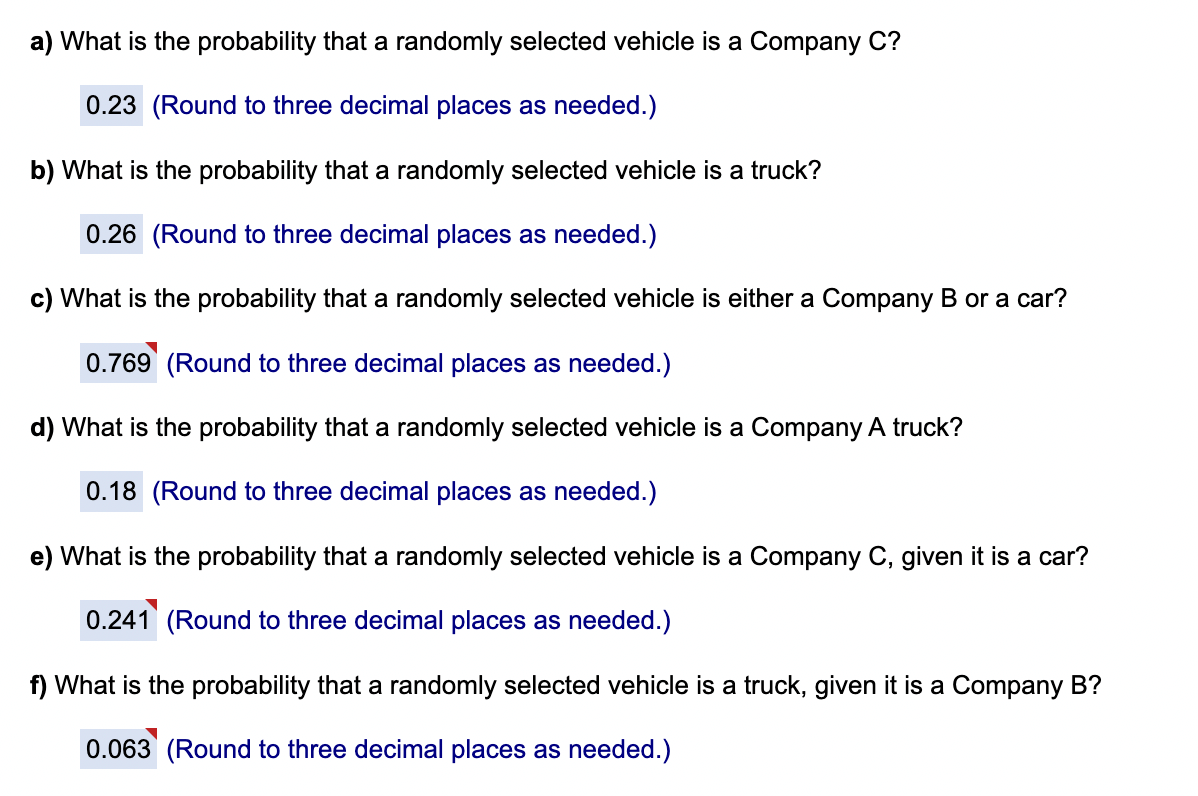 a) What is the probability that a randomly selected vehicle is a Company C?
0.23 (Round to three decimal places as needed.)
b) What is the probability that a randomly selected vehicle is a truck?
0.26 (Round to three decimal places as needed.)
c) What is the probability that a randomly selected vehicle is either a Company B or a car?
0.769 (Round to three decimal places as needed.)
d) What is the probability that a randomly selected vehicle is a Company A truck?
0.18 (Round to three decimal places as needed.)
e) What is the probability that a randomly selected vehicle is a Company C, given it is a car?
0.241 (Round to three decimal places as needed.)
f) What is the probability that a randomly selected vehicle is a truck, given it is a Company B?
0.063 (Round to three decimal places as needed.)